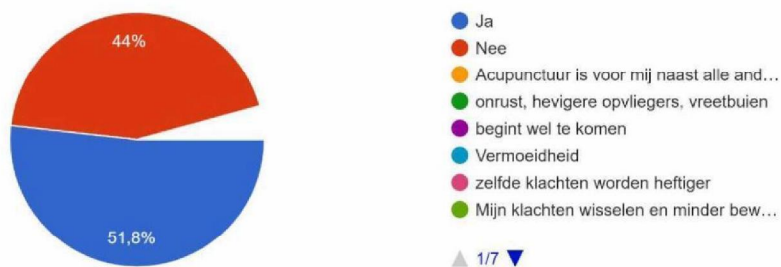 44%
51,8%
Ja
Nee
Acupunctuur is voor mij naast alle and…
onrust, hevigere opvliegers, vreetbuien
begint wel te komen
Vermoeidheid
zelfde klachten worden heftiger
Mijn klachten wisselen en minder bew…
1/7